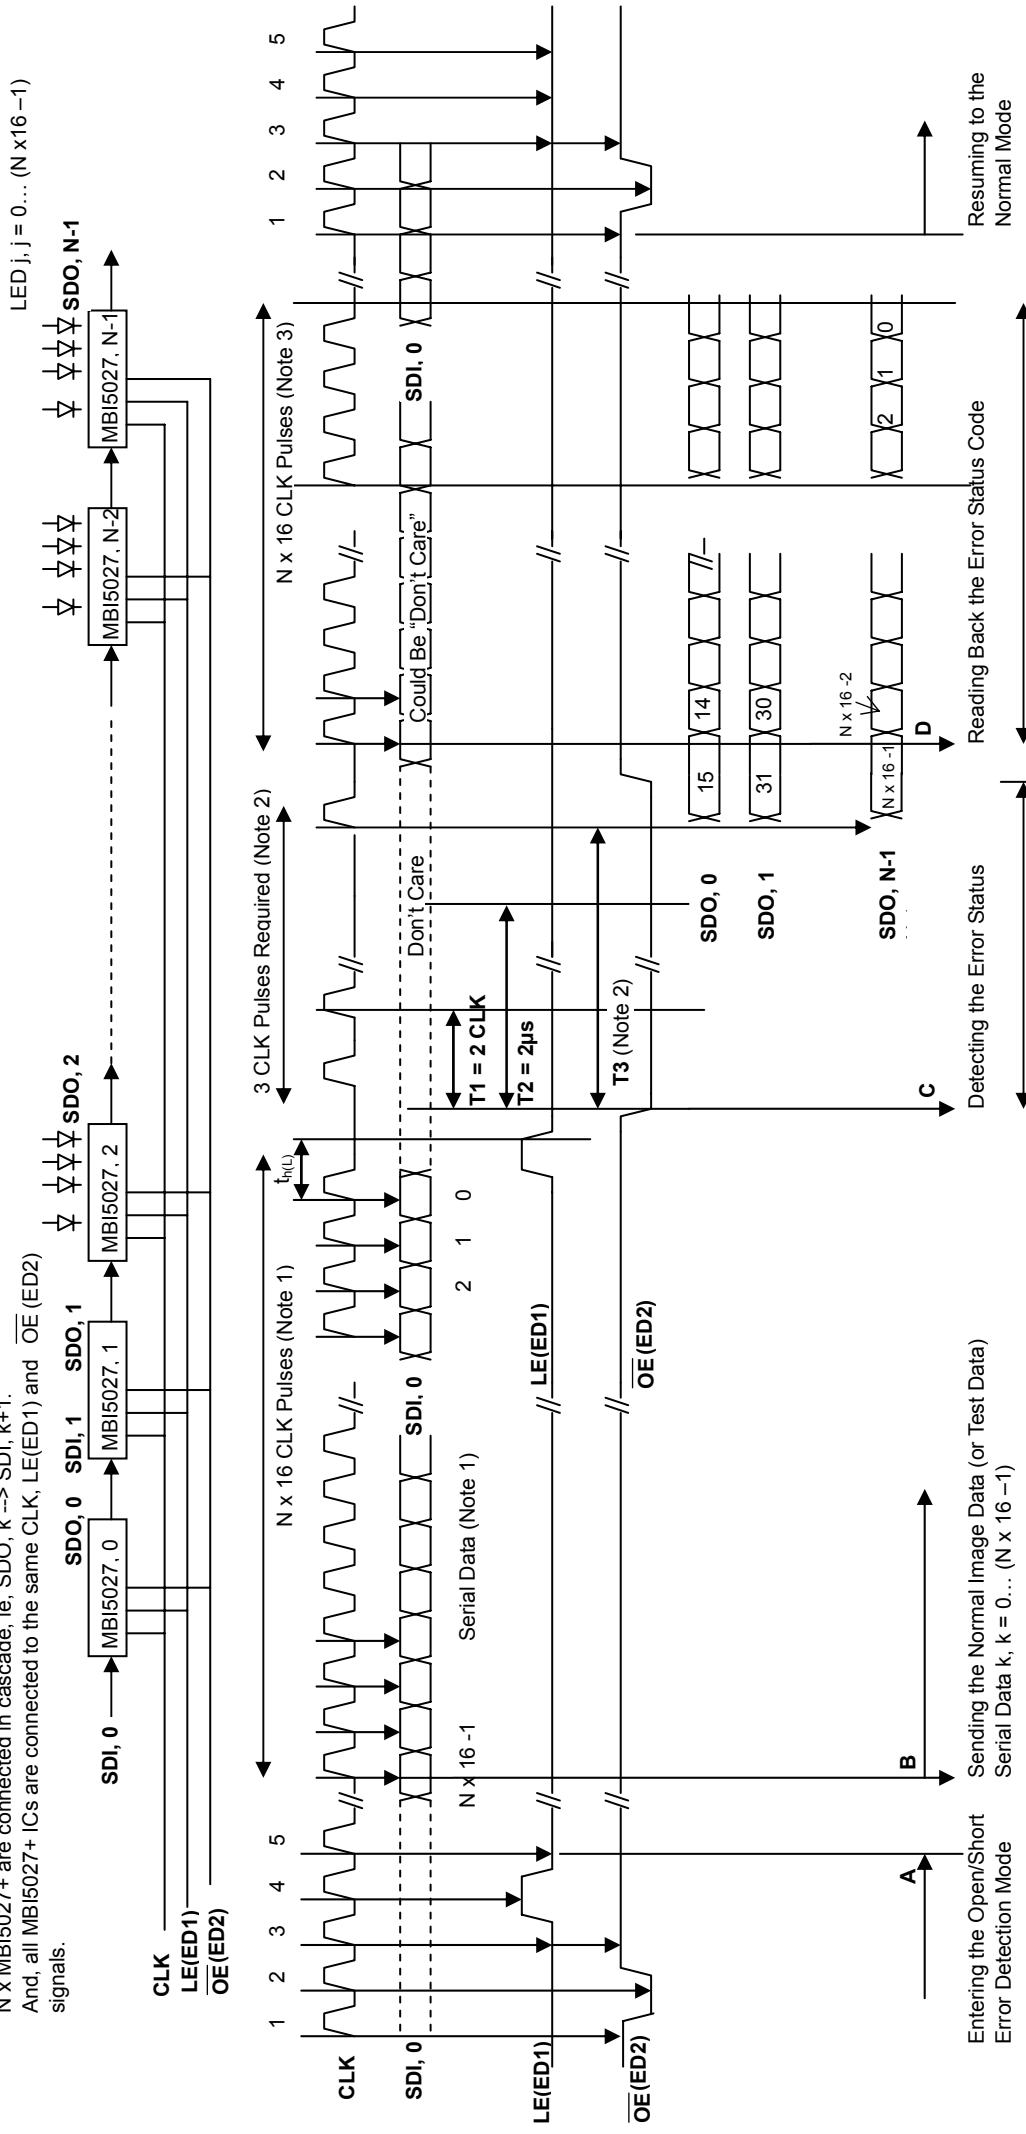 N x MBI5027+ are connected in cascade, ie, SDO, k --> SDI, k+1.
And, all MBI5027+ ICs are connected to the same CLK, LE(ED1) and OE (ED2)
signals.
LED j, j = 0… (N x16 –1)
SDI, 0
MBI5027, 0
SDO, 0
SDI, 1
MBI5027, 1
SDO, 1
MBI5027, 2
SDO, 2
MBI5027, N-2
MBI5027, N-1
SDO, N-1
CLK
LE(ED1)
OE(ED2)
N x 16 CLK Pulses (Note 1)
3 CLK Pulses Required (Note 2)
N x 16 CLK Pulses (Note 3)
1 2 3 4 5
1 2 3 4 5
CLK
t h(L)
SDI, 0
SDI, 0
Don't Care
Could Be "Don't Care"
SDI, 0
N x 16 -1
Serial Data (Note 1)
2 1 0
T1 = 2 CLK
T2 = 2µs
T3 (Note 2)
LE(ED1)
LE(ED1)
OE (ED2)
OE (ED2)
SDO, 0
15 14
SDO, 1
31 30
N x 16 -2
SDO, N-1
N x 16 -1
2 1 0
A
B
C
D
Entering the Open/Short
Error Detection Mode
Sending the Normal Image Data (or Test Data)
Serial Data k, k = 0… (N x 16 –1)
Detecting the Error Status
Reading Back the Error Status Code
Resuming to the
Normal Mode